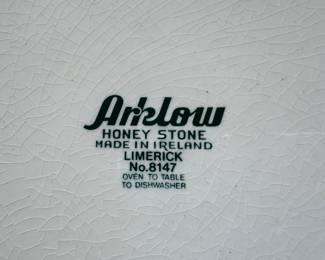 Arklow
HONEY STONE
MADE IN IRELAND
LIMERICK
No.8147
OVEN TO TABLE
TO DISHWASHER